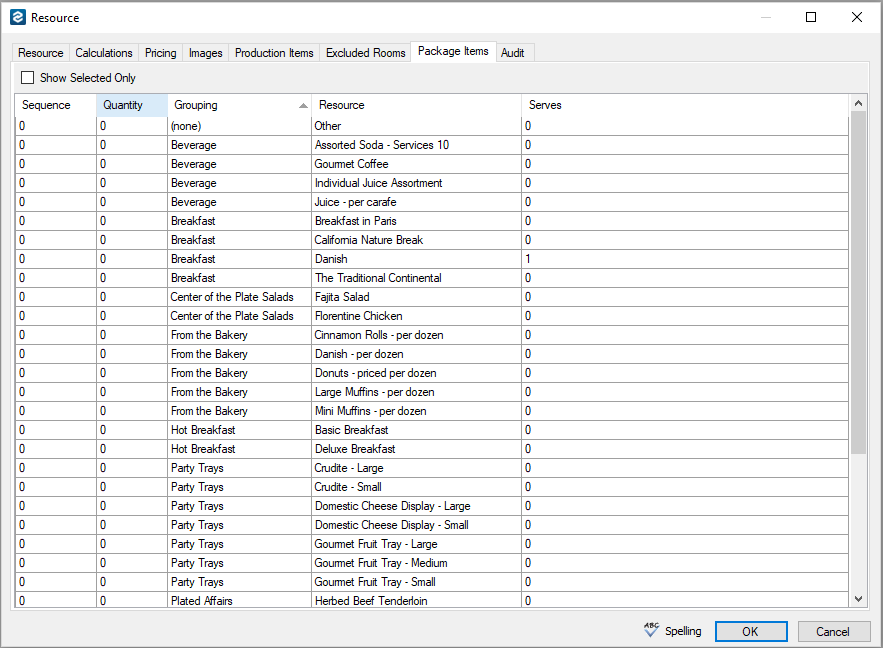 Resource
Resource Calculations Pricing Images Production Items Excluded Rooms Package Items Audit
Show Selected Only
Sequence Quantity Grouping Resource Serves
0 0 (none) Other 0
0 0 Beverage Assorted Soda - Services 10 0
0 0 Beverage Gourmet Coffee 0
0 0 Beverage Individual Juice Assortment 0
0 0 Beverage Juice - per carafe 0
0 0 Breakfast Breakfast in Paris 0
0 0 Breakfast California Nature Break 0
0 0 Breakfast Danish 1
0 0 Breakfast The Traditional Continental 0
0 0 Center of the Plate Salads Fajita Salad 0
0 0 Center of the Plate Salads Florentine Chicken 0
0 0 From the Bakery Cinnamon Rolls - per dozen 0
0 0 From the Bakery Danish - per dozen 0
0 0 From the Bakery Donuts - priced per dozen 0
0 0 From the Bakery Large Muffins - per dozen 0
0 0 From the Bakery Mini Muffins - per dozen 0
0 0 Hot Breakfast Basic Breakfast 0
0 0 Hot Breakfast Deluxe Breakfast 0
0 0 Party Trays Crudite - Large 0
0 0 Party Trays Crudite - Small 0
0 0 Party Trays Domestic Cheese Display - Large 0
0 0 Party Trays Domestic Cheese Display - Small 0
0 0 Party Trays Gourmet Fruit Tray - Large 0
0 0 Party Trays Gourmet Fruit Tray - Medium 0
0 0 Party Trays Gourmet Fruit Tray - Small 0
0 0 Plated Affairs Herbed Beef Tenderloin 0
ABC Spelling OK Cancel